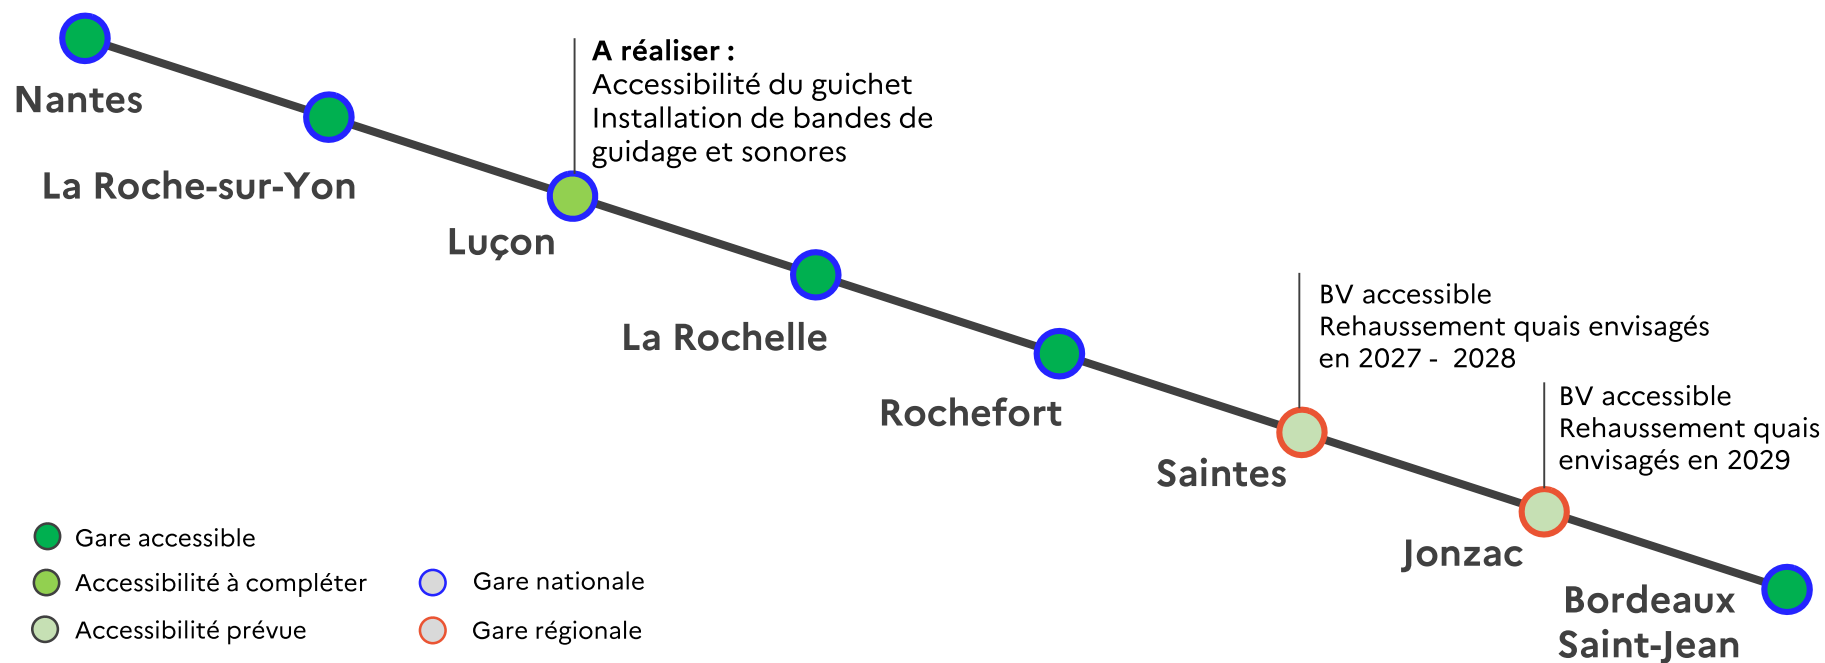 Nantes
La Roche-sur-Yon
A réaliser :
Accessibilité du guichet
Installation de bandes de
guidage et sonores
Luçon
La Rochelle
Rochefort
BV accessible
Rehaussement quais envisagés
en 2027 -  2028
Saintes
BV accessible
Rehaussement quais
envisagés en 2029
Jonzac
Bordeaux
Saint-Jean
Gare accessible
Accessibilité à compléter
Accessibilité prévue
Gare nationale
Gare régionale